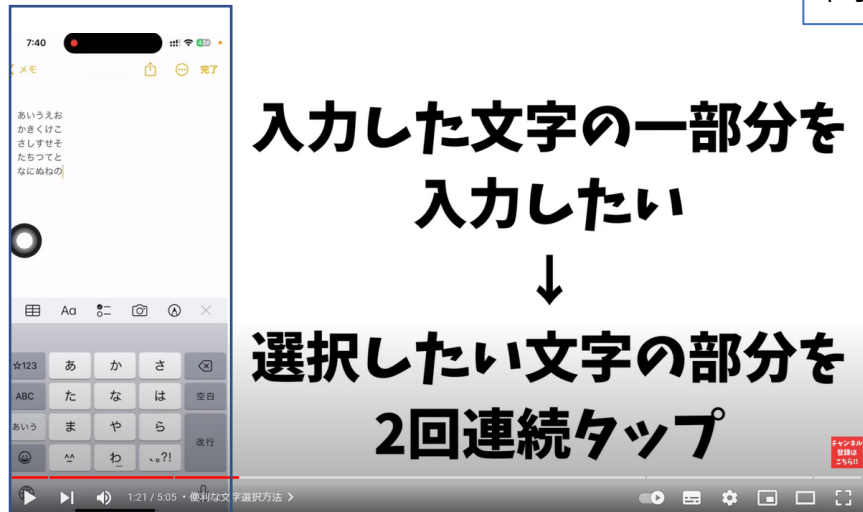 7:40
メモ
完了
あいうえお
かきくけこ
さしすせそ
たちつてと
なにぬねの
Aa
☆123
あ
か
さ
ABC
た
な
は
空白
あいう
ま
や
ら
改行
^^
わ
、。?!
入力した文字の一部分を
入力したい
↓
選択したい文字の部分を
2回連続タップ
チャンネル
登録は
こちら!!
1:21 / 5:05 ・便利な文字選択方法 >